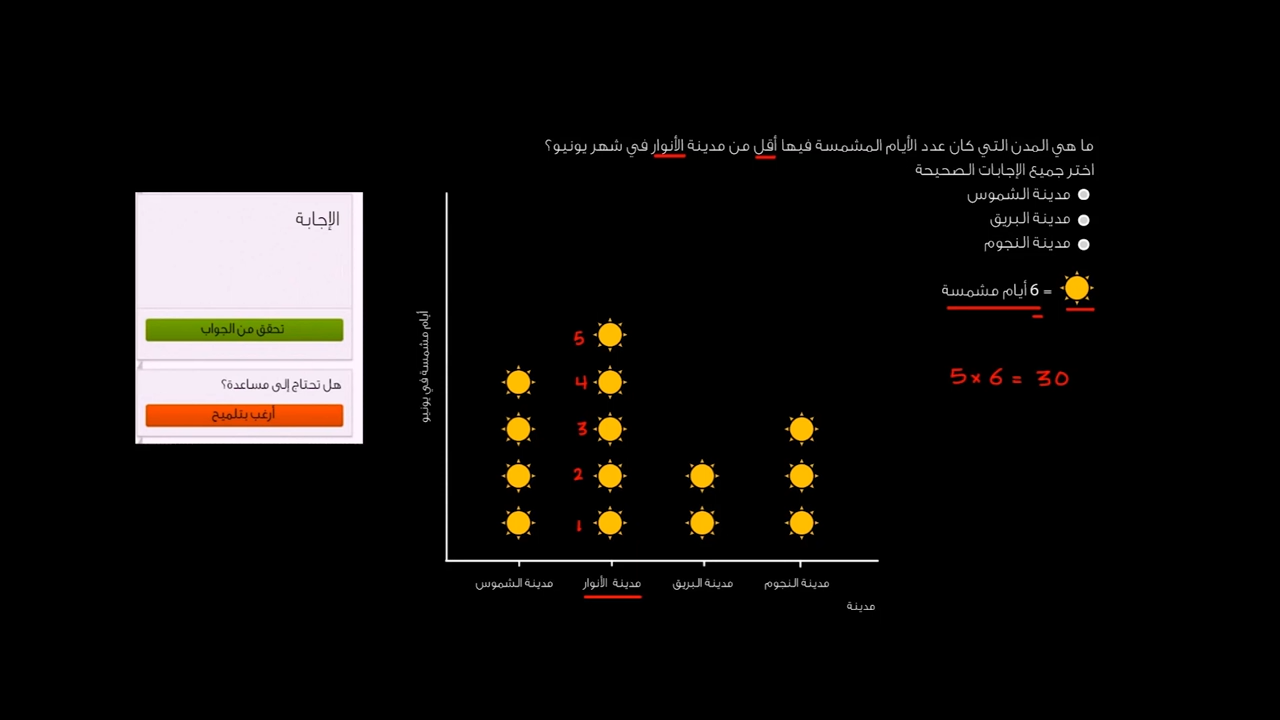 ما هي المدن التي كان عدد الأيام المشمسة فيها أقل من مدينة الأنوار في شهر يونيو؟
اختر جميع الإجابات الصحيحة
مدينة الشموس
مدينة البريق
مدينة النجوم
= 6 أيام مشمسة
5 × 6 = 30
الإجابة
تحقق من الجواب
هل تحتاج إلى مساعدة؟
أرغب بتلميح
أيام مشمسة في يونيو
5
4
3
2
1
مدينة الشموس
مدينة الأنوار
مدينة البريق
مدينة النجوم
مدينة